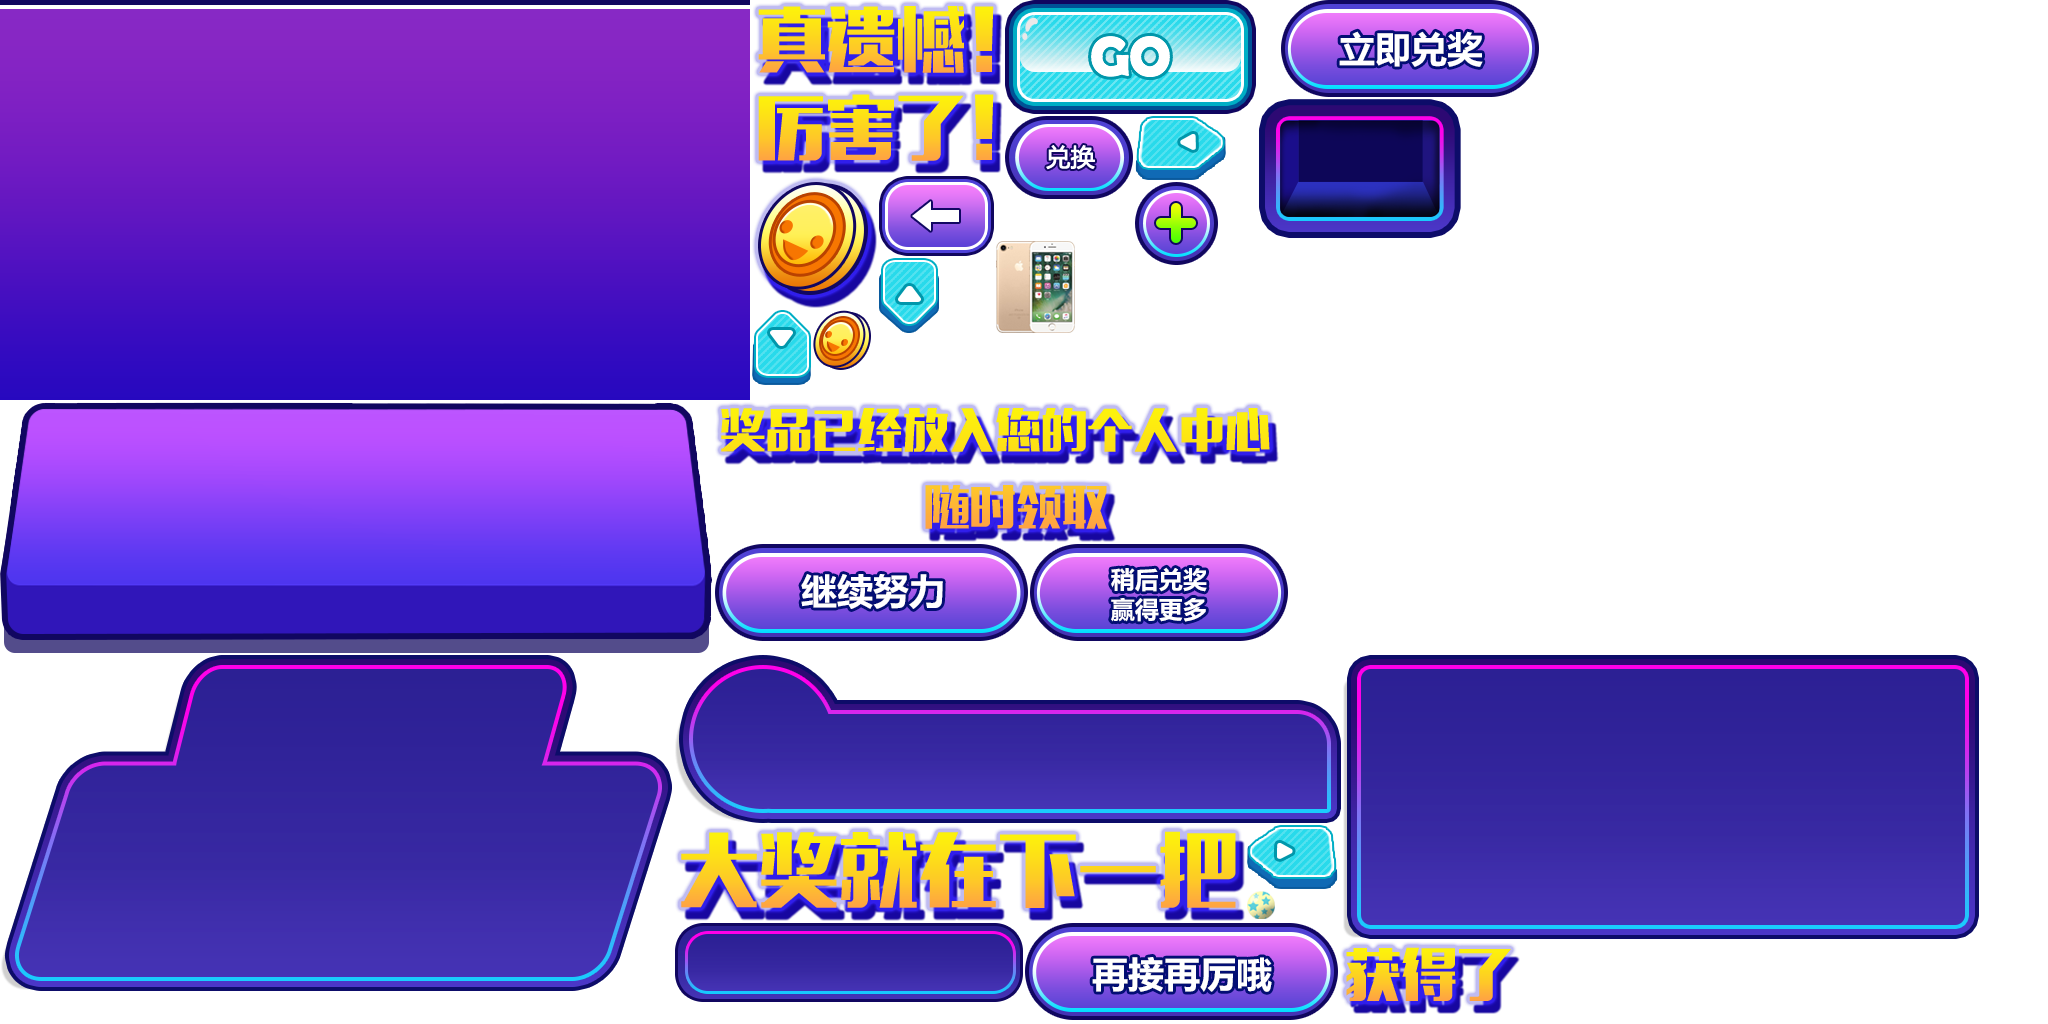 真遗憾!
GO
立即兑奖
厉害了!
兑换
奖品已经放入您的个人中心
随时领取
继续努力
稍后兑奖
赢得更多
大奖就在下一把
再接再厉哦
获得了